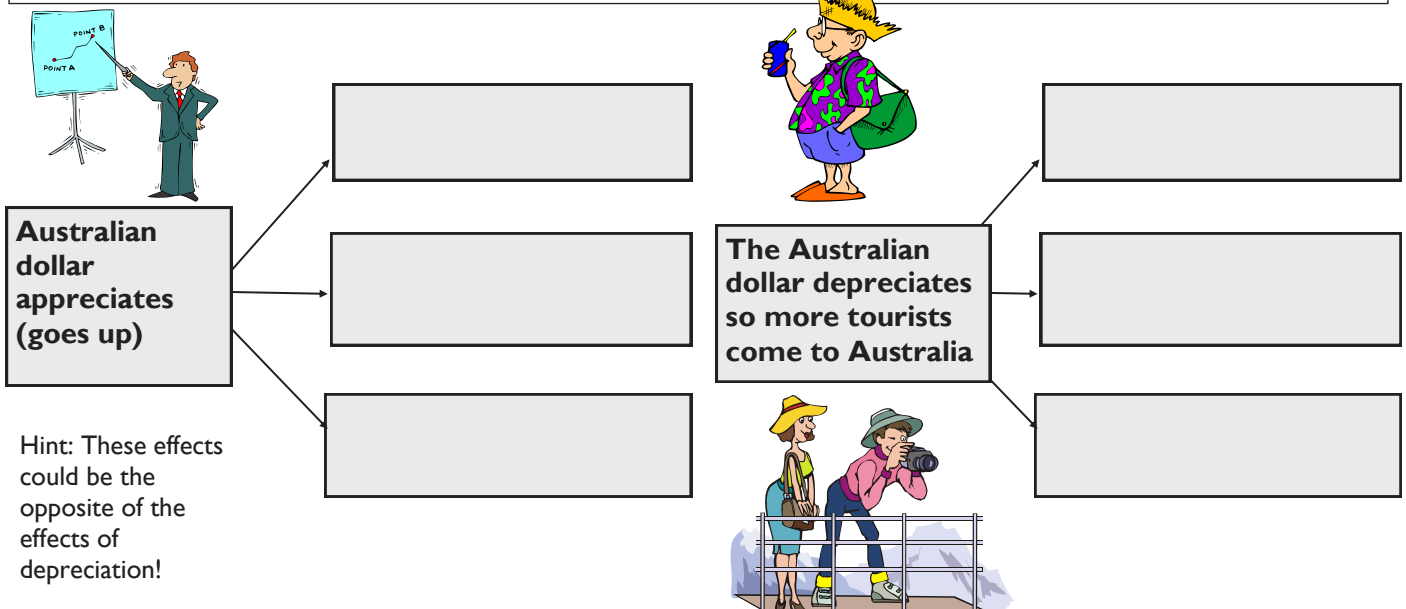 POINT B
POINT A
Australian
dollar
appreciates
(goes up)
Hint: These effects
could be the
opposite of the
effects of
depreciation!
The Australian
dollar depreciates
so more tourists
come to Australia